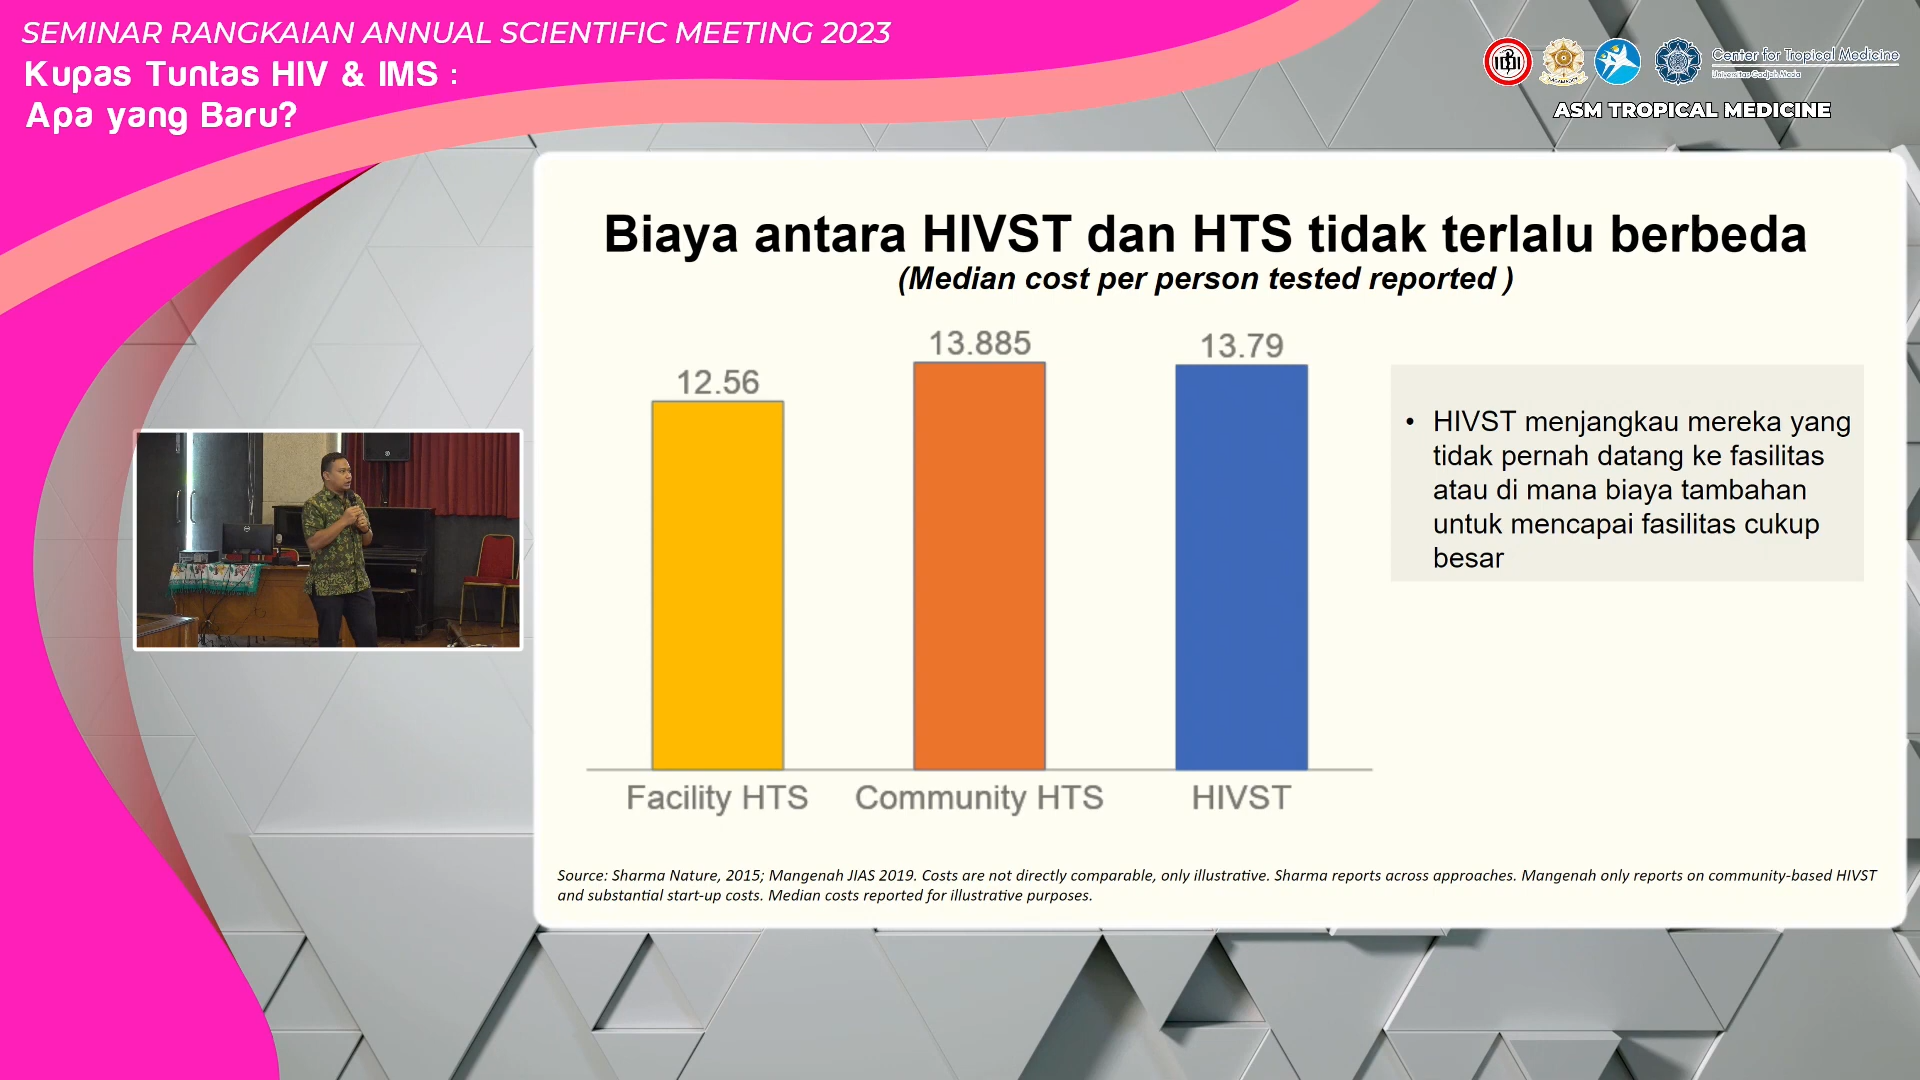 SEMINAR RANGKAIAN ANNUAL SCIENTIFIC MEETING 2023
Kupas Tuntas HIV & IMS :
Apa yang Baru?
Center for Tropical Medicine
Universitas Gadjah Mada
ASM TROPICAL MEDICINE
Biaya antara HIVST dan HTS tidak terlalu berbeda
(Median cost per person tested reported )
12.56
13.885
13.79
Facility HTS
Community HTS
HIVST
• HIVST menjangkau mereka yang
tidak pernah datang ke fasilitas
atau di mana biaya tambahan
untuk mencapai fasilitas cukup
besar
Source: Sharma Nature, 2015; Mangenah JIAS 2019. Costs are not directly comparable, only illustrative. Sharma reports across approaches. Mangenah only reports on community-based HIVST
and substantial start-up costs. Median costs reported for illustrative purposes.